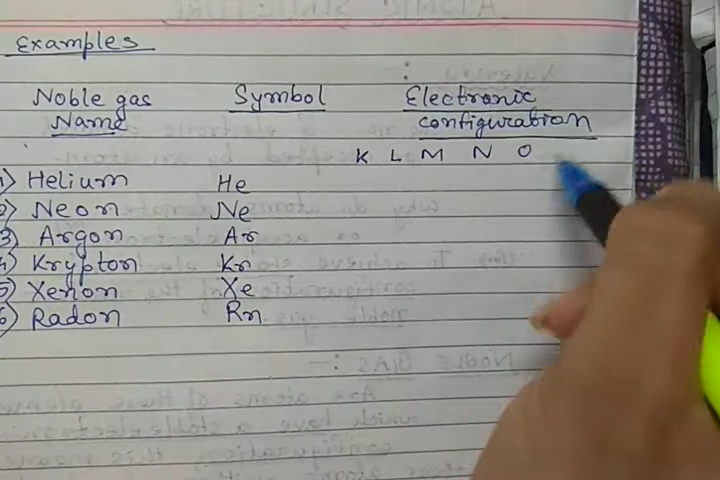 Examples
Noble gas Symbol Electronic
Name configuration
K L M N O
1) Helium He
2) Neon Ne
3) Argon Ar
4) Krypton Kr
5) Xenon Xe
6) Radon Rn